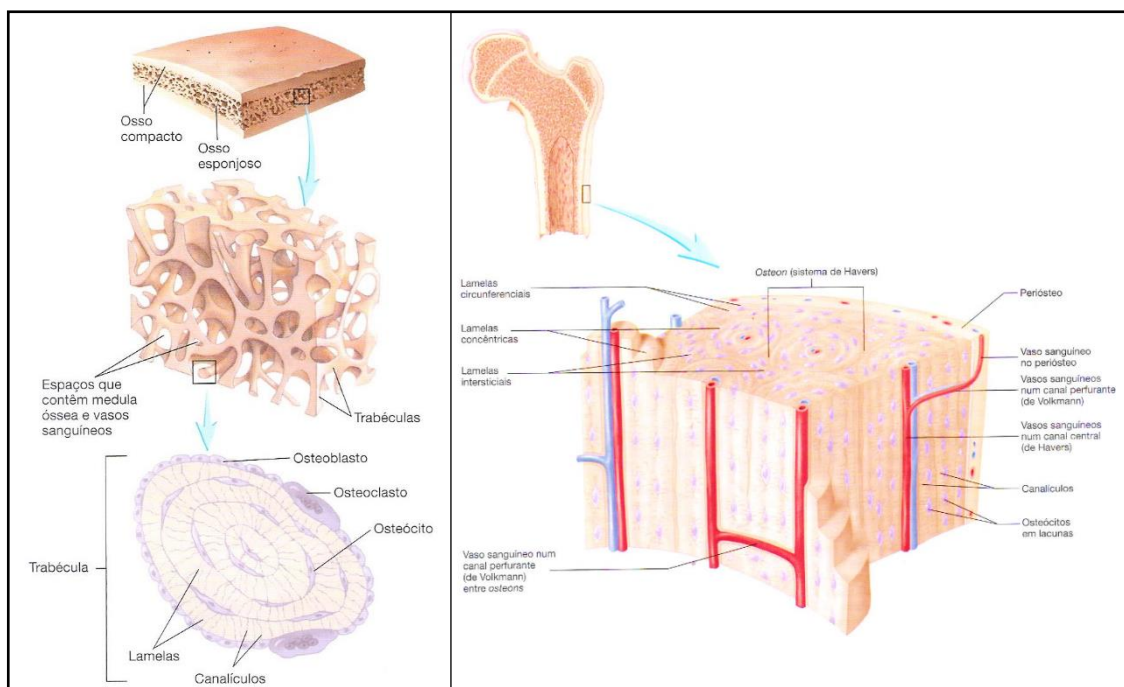 Osso
compacto
Osso
esponjoso
Espaços que
contêm medula
óssea e vasos
sanguíneos
Trabéculas
Osteoblasto
Osteoclasto
Osteócito
Trabécula
Lamelas
Canalículos
Osteon (sistema de Havers)
Lamelas
circunferenciais
Periósteo
Lamelas
concêntricas
Lamelas
intersticiais
Vaso sanguíneo
no periósteo
Vasos sanguíneos
num canal perfurante
(de Volkmann)
Vasos sanguíneos
num canal central
(de Havers)
Canalículos
Osteócitos
em lacunas
Vaso sanguíneo num
canal perfurante
(de Volkmann)
entre osteons